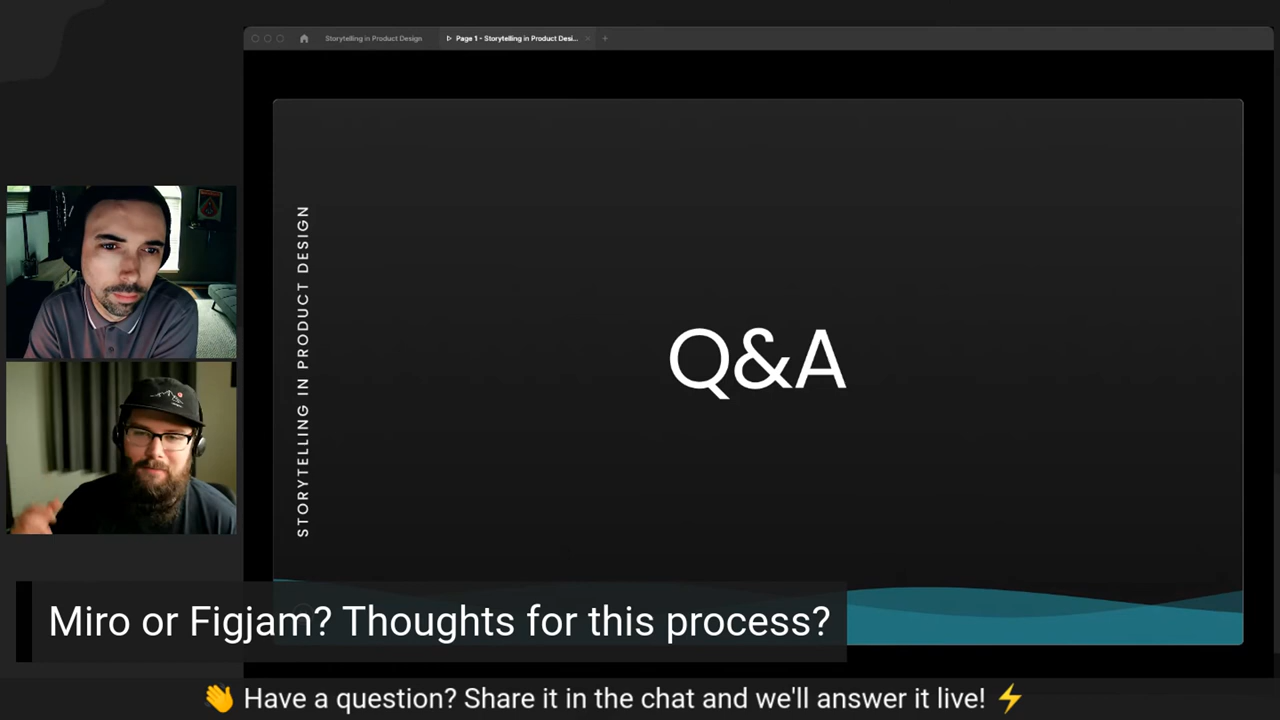 Storytelling in Product Design
Page 1 - Storytelling in Product Desi...
STORYTELLING IN PRODUCT DESIGN
Q&A
Miro or Figjam? Thoughts for this process?
👋 Have a question? Share it in the chat and we'll answer it live! ⚡